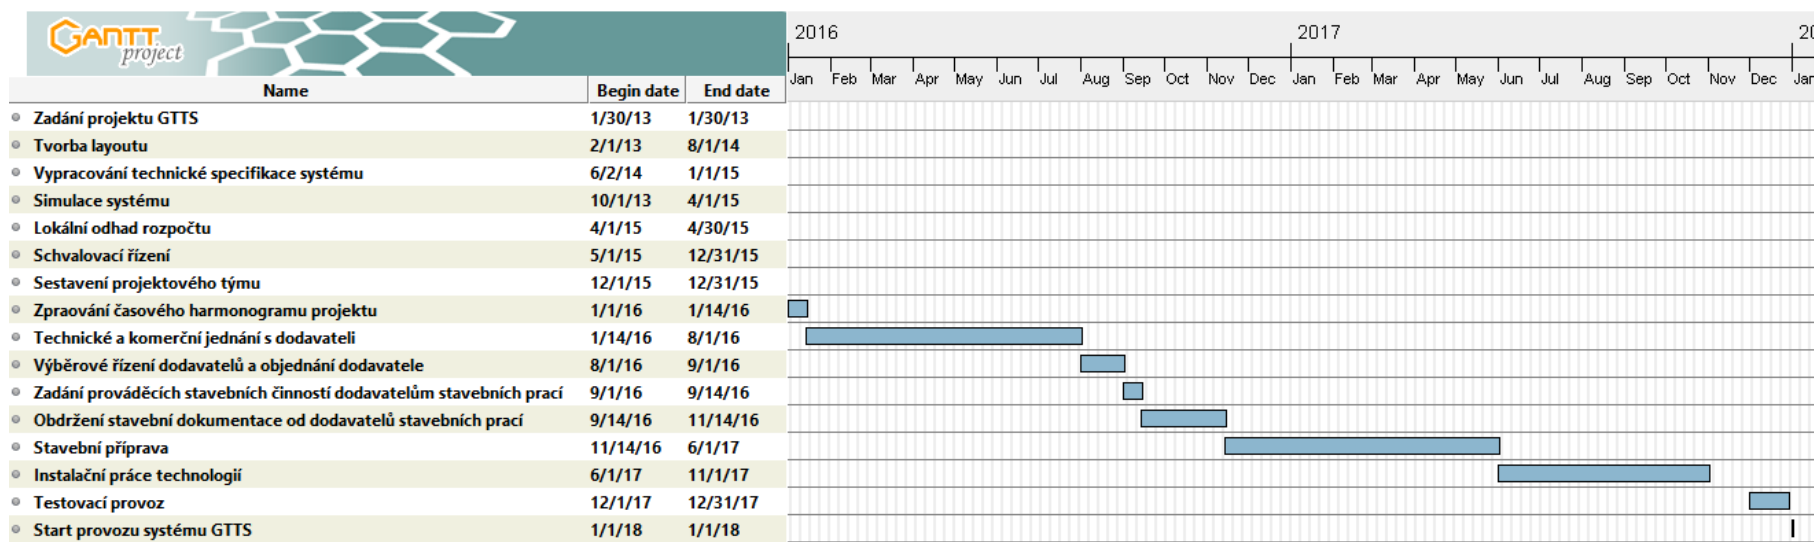 GANTT project
2016 2017 20
Jan Feb Mar Apr May Jun Jul Aug Sep Oct Nov Dec Jan Feb Mar Apr May Jun Jul Aug Sep Oct Nov Dec Jan
Name Begin date End date
Zadání projektu GTTS 1/30/13 1/30/13
Tvorba layoutu 2/1/13 8/1/14
Vypracování technické specifikace systému 6/2/14 1/1/15
Simulace systému 10/1/13 4/1/15
Lokální odhad rozpočtu 4/1/15 4/30/15
Schvalovací řízení 5/1/15 12/31/15
Sestavení projektového týmu 12/1/15 12/31/15
Zpraování časového harmonogramu projektu 1/1/16 1/14/16
Technické a komerční jednání s dodavateli 1/14/16 8/1/16
Výběrové řízení dodavatelů a objednání dodavatele 8/1/16 9/1/16
Zadání prováděcích stavebních činností dodavatelům stavebních prací 9/1/16 9/14/16
Obdržení stavební dokumentace od dodavatelů stavebních prací 9/14/16 11/14/16
Stavební příprava 11/14/16 6/1/17
Instalační práce technologií 6/1/17 11/1/17
Testovací provoz 12/1/17 12/31/17
Start provozu systému GTTS 1/1/18 1/1/18